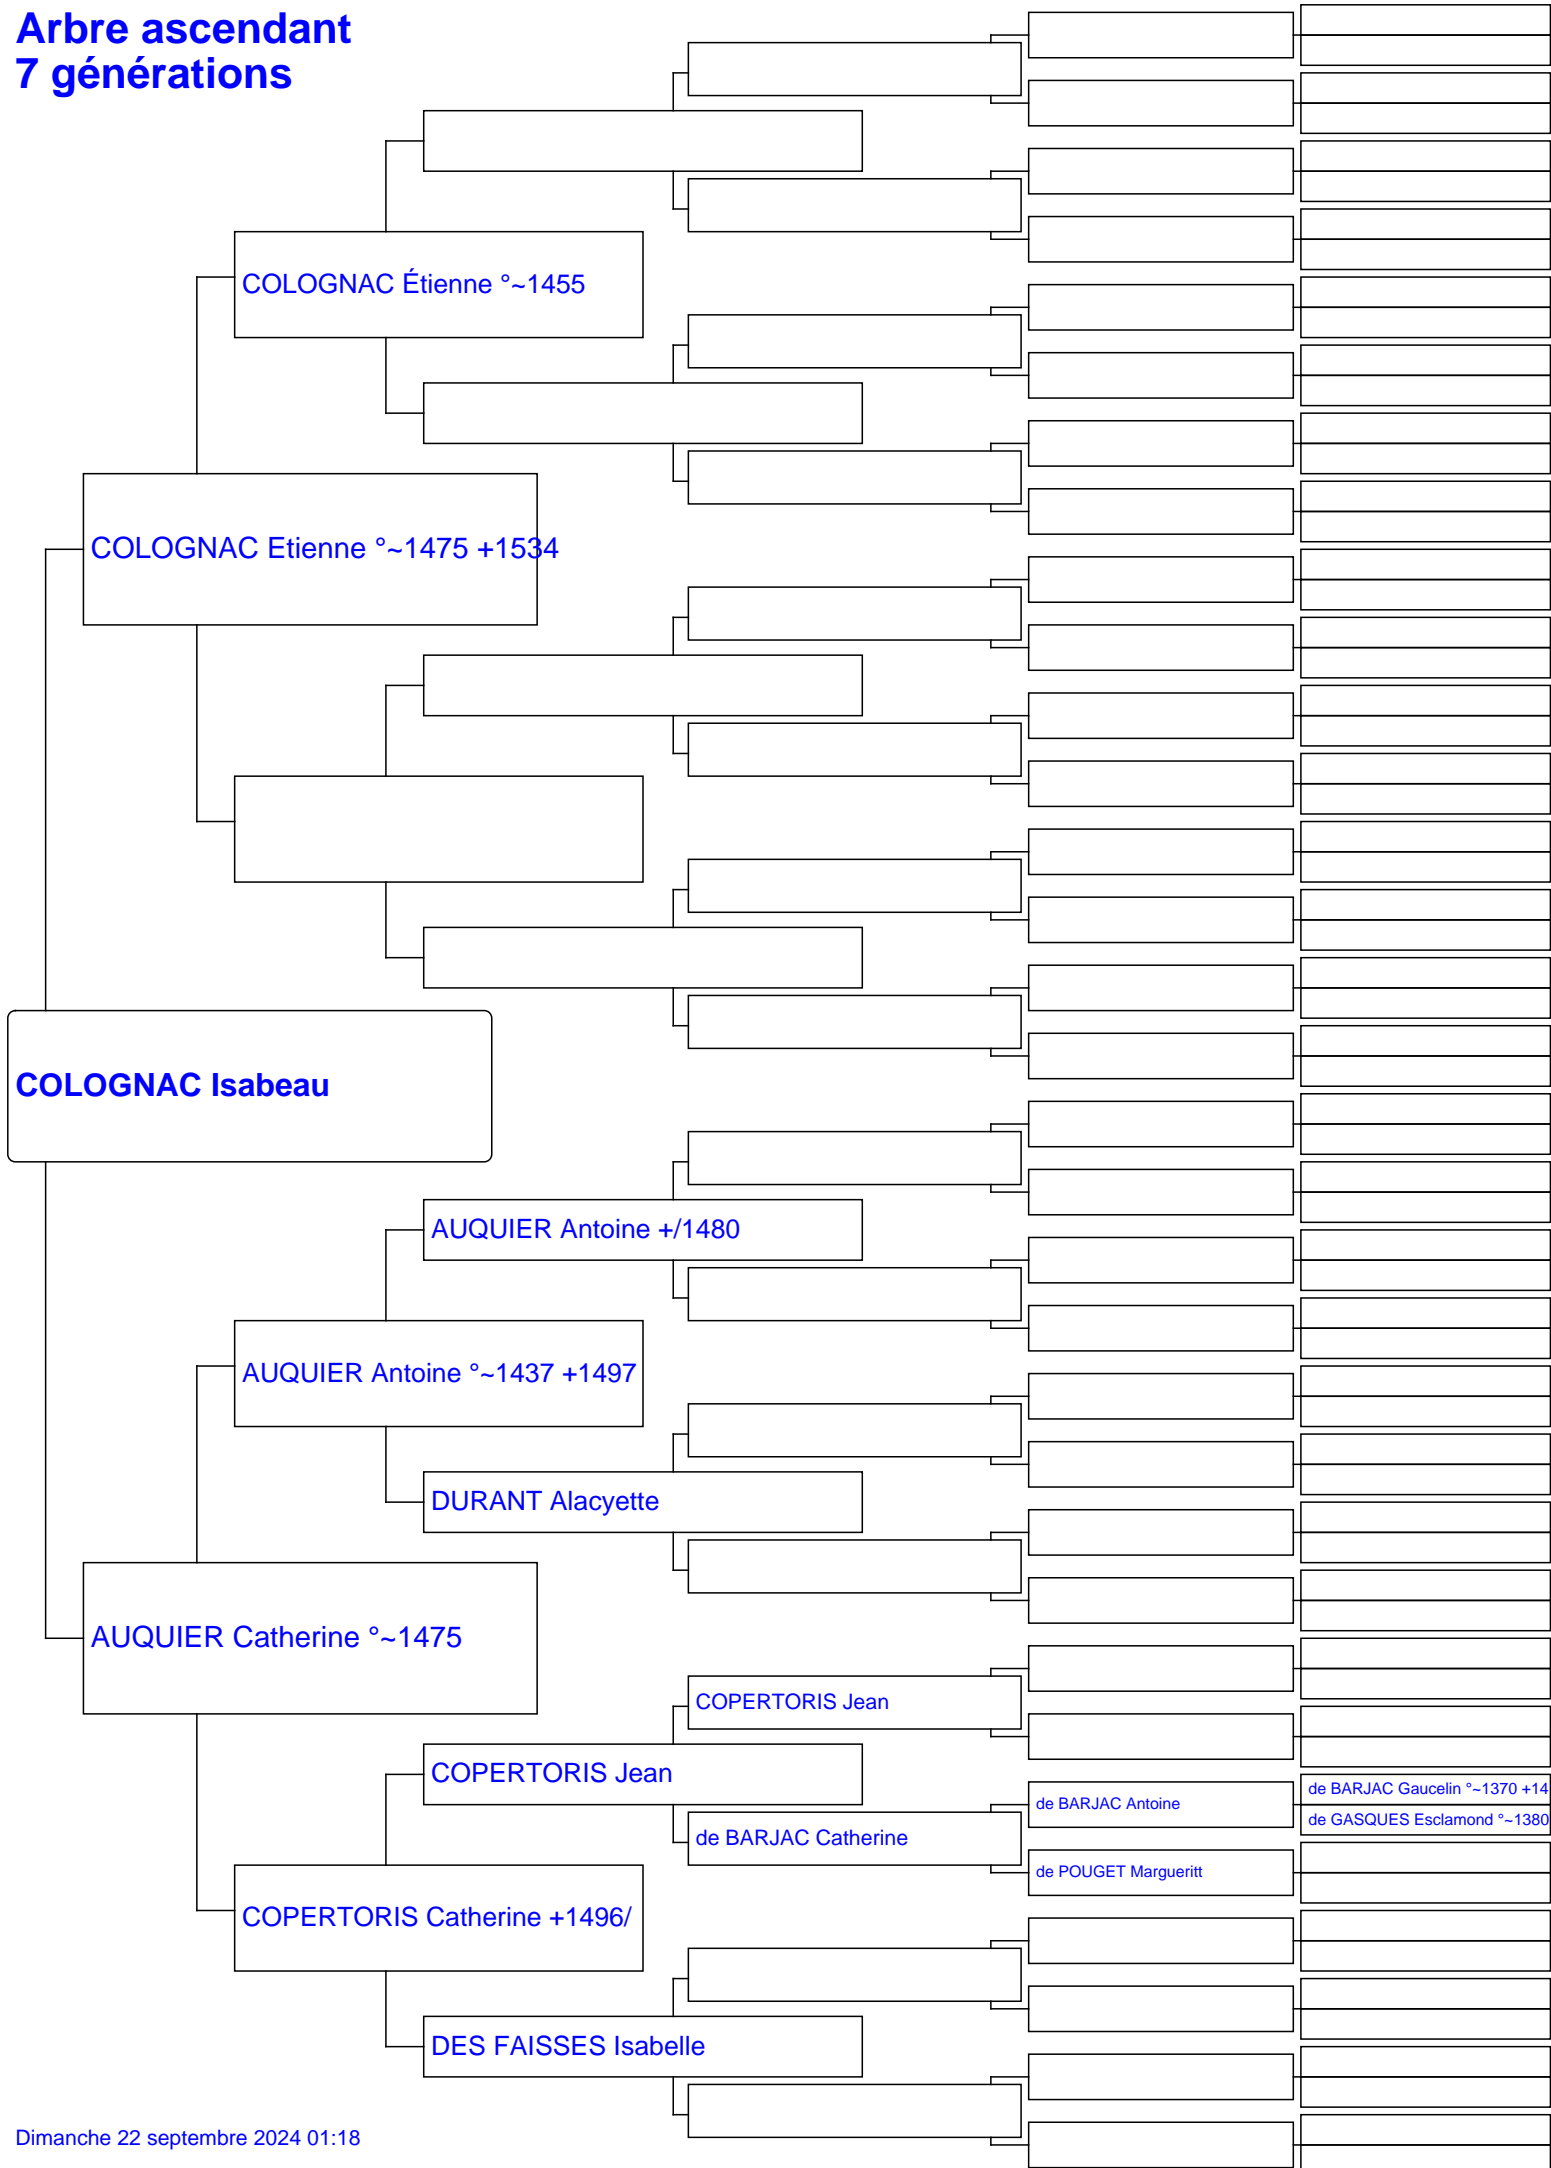 Arbre ascendant
7 générations
COLOGNAC Étienne °~1455
COLOGNAC Etienne °~1475 +1534
COLOGNAC Isabeau
AUQUIER Antoine +/1480
AUQUIER Antoine °~1437 +1497
DURANT Alacyette
AUQUIER Catherine °~1475
COPERTORIS Jean
COPERTORIS Jean
de BARJAC Gaucelin °~1370 +14
de BARJAC Antoine
de GASQUES Esclamond °~1380
de BARJAC Catherine
de POUGET Margueritt
COPERTORIS Catherine +1496/
DES FAISSES Isabelle
Dimanche 22 septembre 2024 01:18